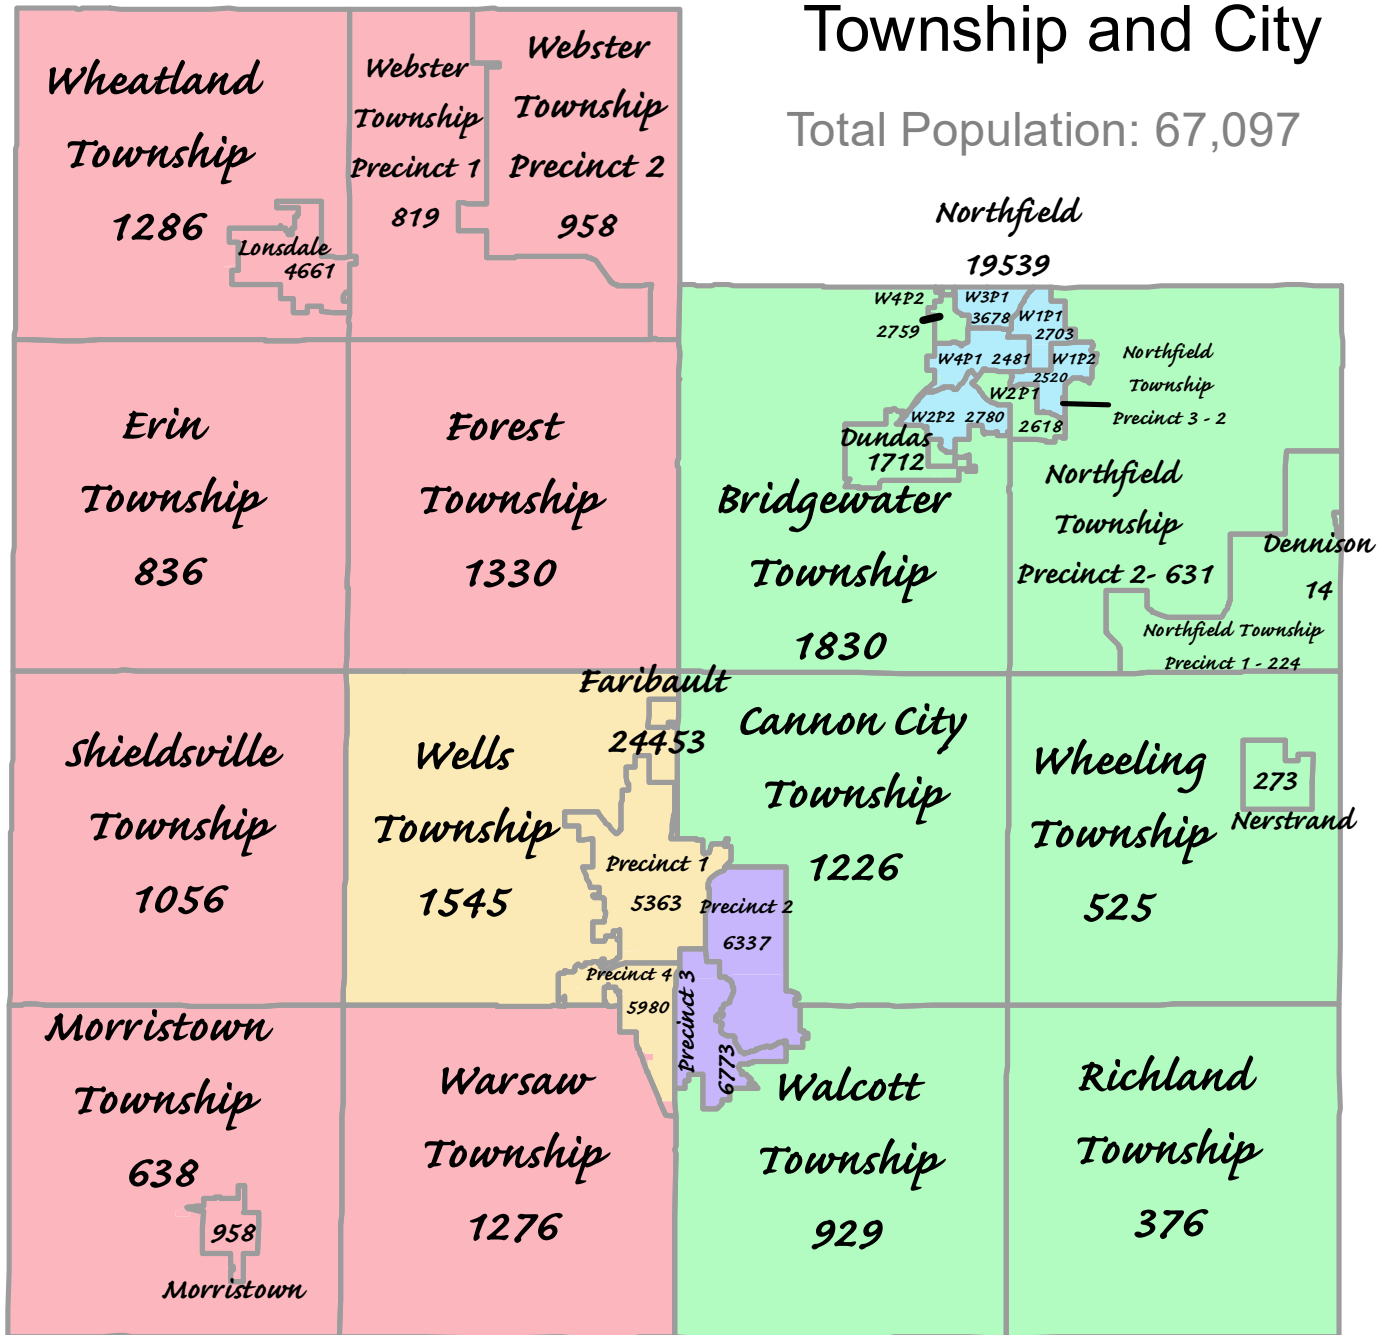 Township and City
Total Population: 67,097
Wheatland
Township
1286
Lonsdale
4661
Webster
Township
Precinct 1
819
Webster
Township
Precinct 2
958
Northfield
19539
W4P2
2759
W3P1
3678
W1P1
2703
W4P1 2481
W1P2
2520
W2P1
2618
W2P2 2780
Northfield
Township
Precinct 3 - 2
Dundas
1712
Erin
Township
836
Forest
Township
1330
Bridgewater
Township
1830
Northfield
Township
Precinct 2- 631
Dennison
14
Northfield Township
Precinct 1 - 224
Faribault
24453
Shieldsville
Township
1056
Wells
Township
1545
Cannon City
Township
1226
Wheeling
Township
525
273
Nerstrand
Precinct 1
5363
Precinct 2
6337
Precinct 4
5980
Precinct 3
6773
Morristown
Township
638
958
Morristown
Warsaw
Township
1276
Walcott
Township
929
Richland
Township
376